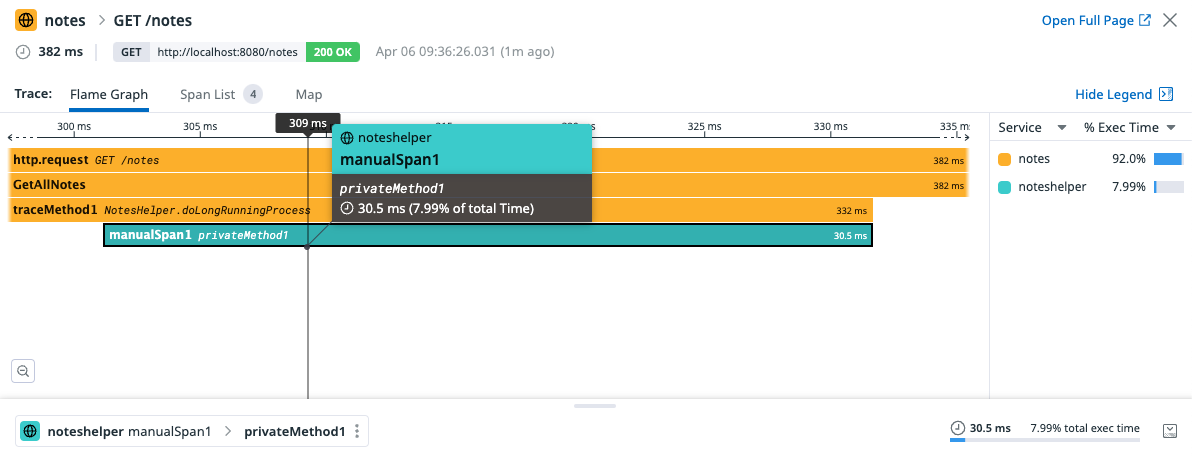 notes > GET /notes
Open Full Page
382 ms GET http://localhost:8080/notes 200 OK Apr 06 09:36:26.031 (1m ago)
Trace: Flame Graph Span List 4 Map
Hide Legend
309 ms
300 ms 305 ms 325 ms 330 ms
Service % Exec Time
noteshelper
manualSpan1
privateMethod1
30.5 ms (7.99% of total Time)
http.request GET /notes 382 ms
GetAllNotes 382 ms
traceMethod1 NotesHelper.doLongRunningProcess 332 ms
manualSpan1 privateMethod1 30.5 ms
notes 92.0%
noteshelper 7.99%
noteshelper manualSpan1 > privateMethod1
30.5 ms 7.99% total exec time